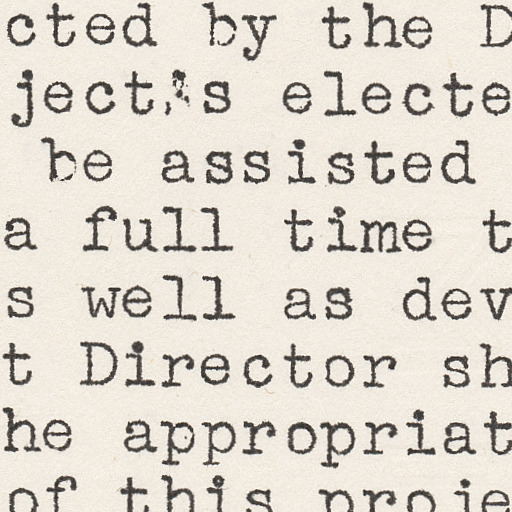 cted by the D
ject's electe
be assisted
a full time t
s well as dev
t Director sh
he appropriat
of this proje